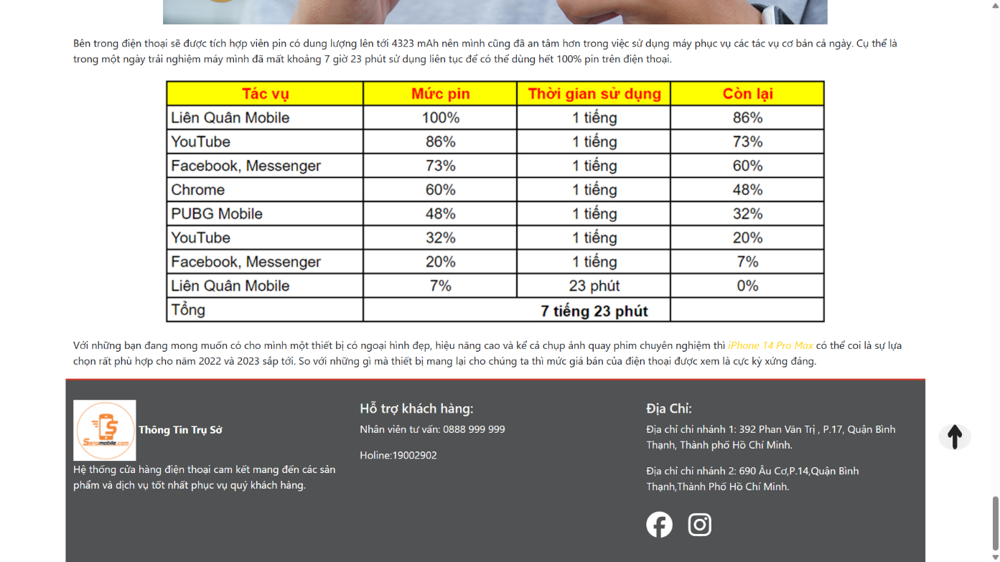 Bên trong điện thoại sẽ được tích hợp viên pin có dung lượng lên tới 4323 mAh nên mình cũng đã an tâm hơn trong việc sử dụng máy phục vụ các tác vụ cơ bản cả ngày. Cụ thể là
trong một ngày trải nghiệm máy mình đã mất khoảng 7 giờ 23 phút sử dụng liên tục để có thể dùng hết 100% pin trên điện thoại.
Tác vụ Mức pin Thời gian sử dụng Còn lại
Liên Quân Mobile 100% 1 tiếng 86%
YouTube 86% 1 tiếng 73%
Facebook, Messenger 73% 1 tiếng 60%
Chrome 60% 1 tiếng 48%
PUBG Mobile 48% 1 tiếng 32%
YouTube 32% 1 tiếng 20%
Facebook, Messenger 20% 1 tiếng 7%
Liên Quân Mobile 7% 23 phút 0%
Tổng 7 tiếng 23 phút
Với những bạn đang mong muốn có cho mình một thiết bị có ngoại hình đẹp, hiệu năng cao và kể cả chụp ảnh quay phim chuyên nghiệm thì iPhone 14 Pro Max có thể coi là sự lựa
chọn rất phù hợp cho năm 2022 và 2023 sắp tới. So với những gì mà thiết bị mang lại cho chúng ta thì mức giá bán của điện thoại được xem là cực kỳ xứng đáng.
Sangmobile.com
Thông Tin Trụ Sở
Hệ thống cửa hàng điện thoại cam kết mang đến các sản
phẩm và dịch vụ tốt nhất phục vụ quý khách hàng.
Hỗ trợ khách hàng:
Nhân viên tư vấn: 0888 999 999
Holine:19002902
Địa Chỉ:
Địa chỉ chi nhánh 1: 392 Phan Văn Trị , P.17, Quận Bình
Thạnh, Thành phố Hồ Chí Minh.
Địa chỉ chi nhánh 2: 690 Âu Cơ,P.14,Quận Bình
Thạnh,Thành Phố Hồ Chí Minh.